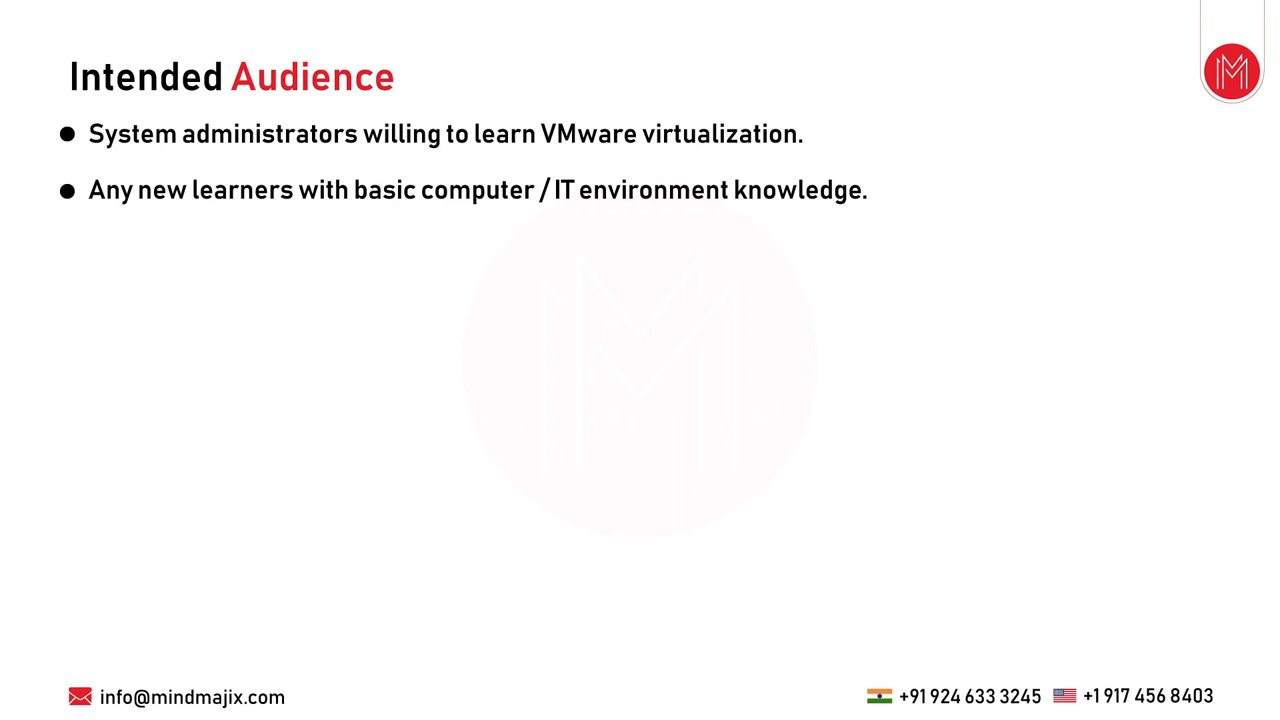 Intended Audience
● System administrators willing to learn VMware virtualization.
● Any new learners with basic computer / IT environment knowledge.
info@mindmajix.com
+91 924 633 3245
+1 917 456 8403